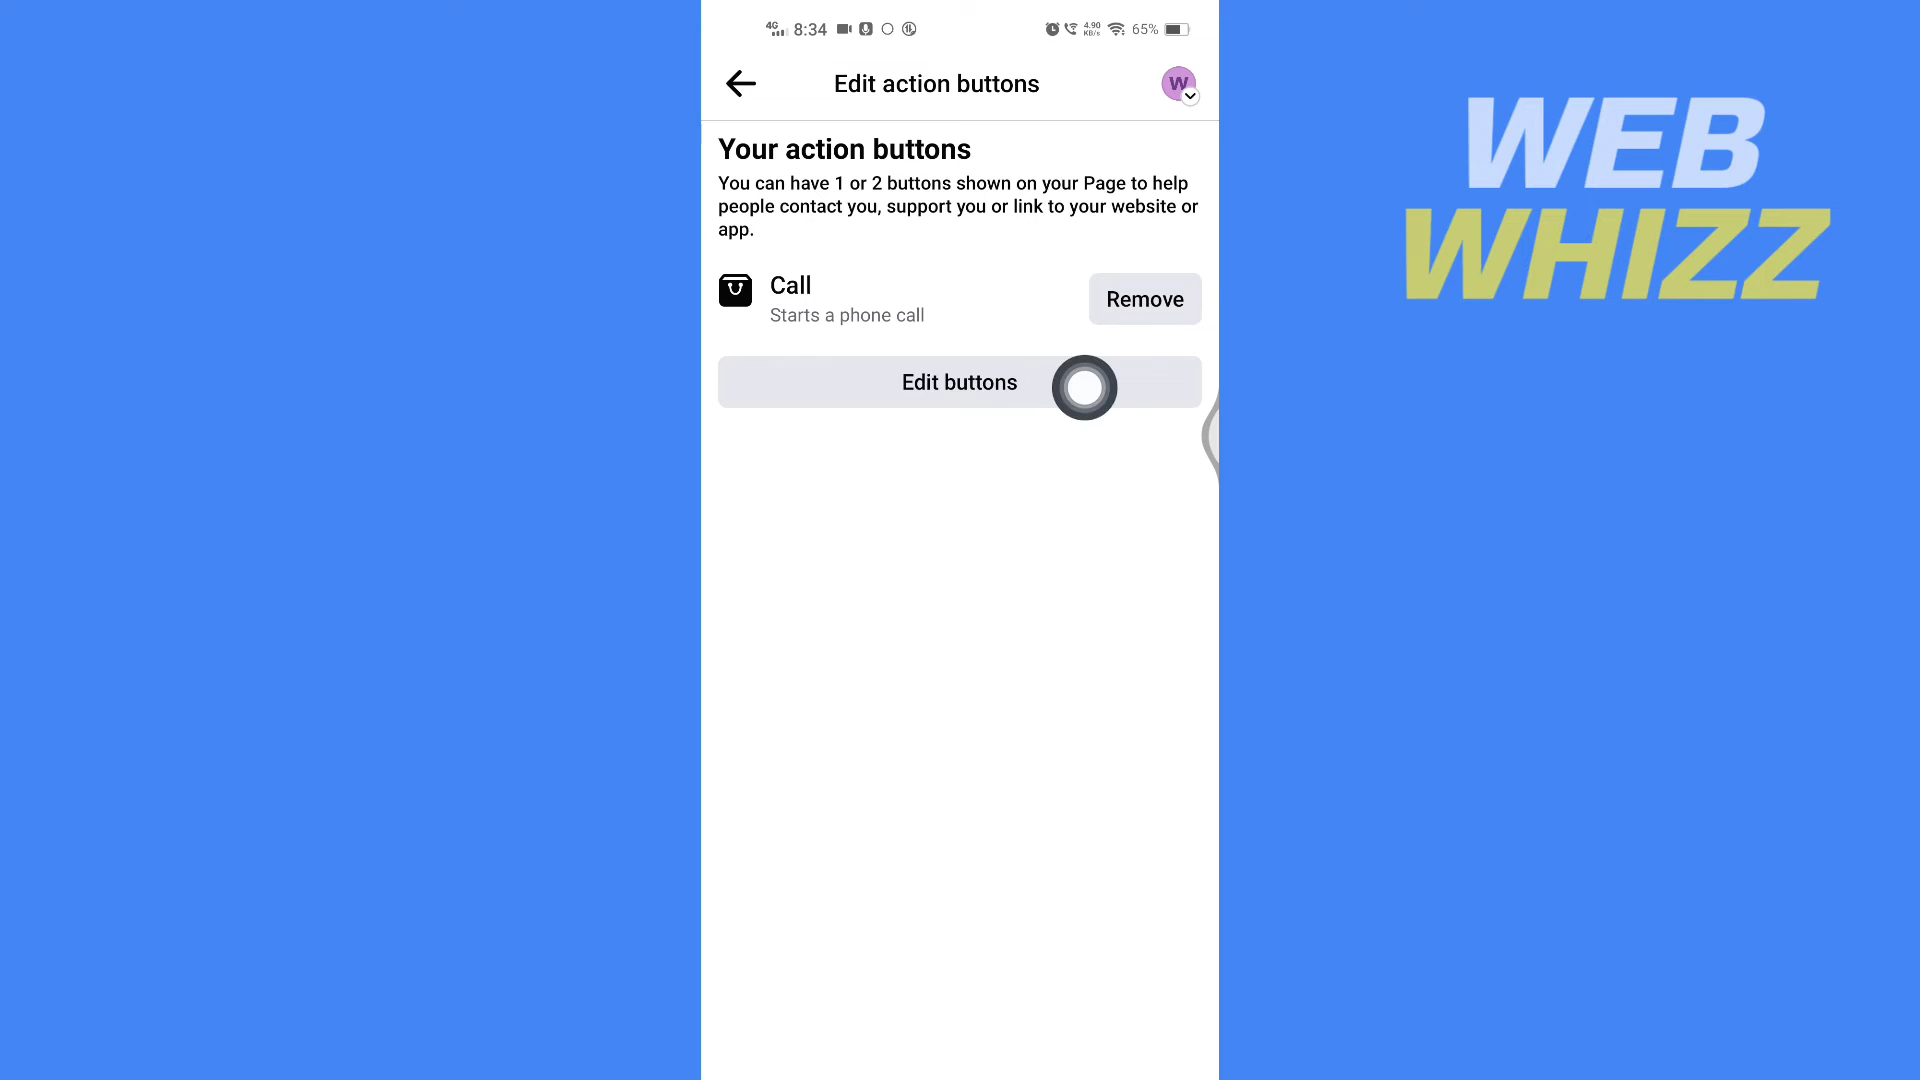 4G 8:34 4.90 KB/s 65%
Edit action buttons
W
Your action buttons
You can have 1 or 2 buttons shown on your Page to help
people contact you, support you or link to your website or
app.
Call
Starts a phone call
Remove
Edit buttons
WEB
WHIZZ